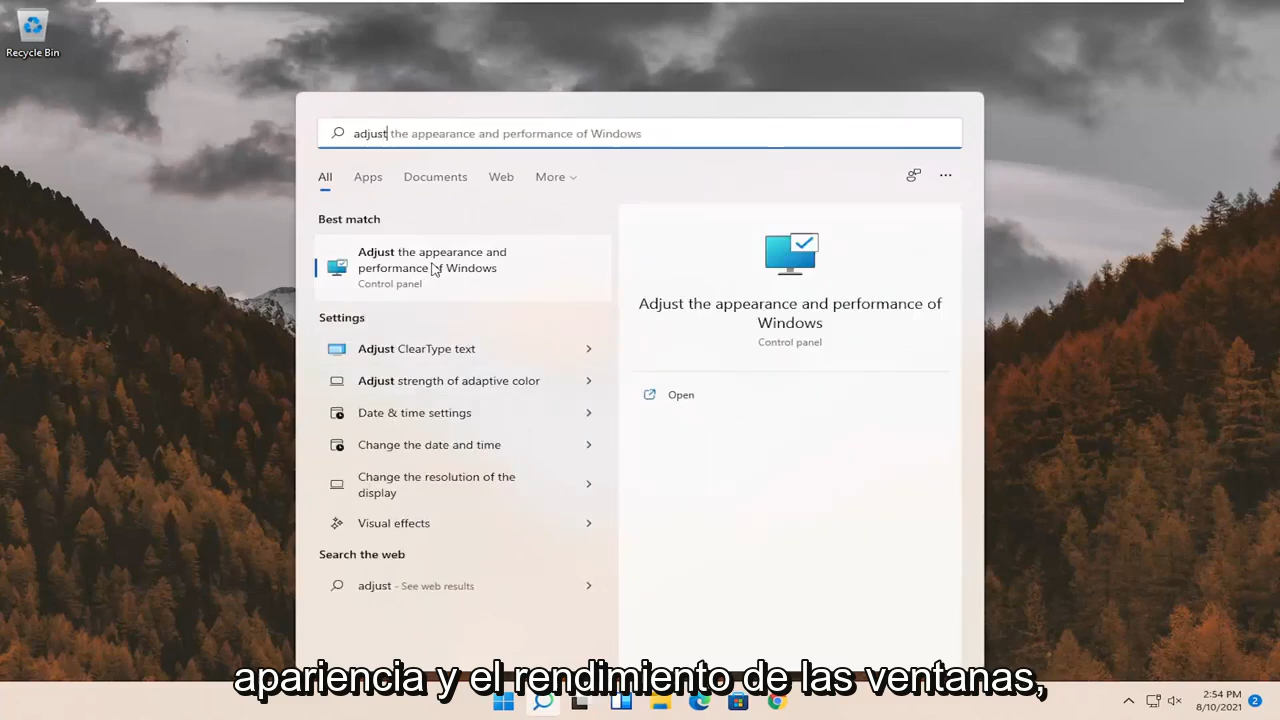 Recycle Bin
adjust the appearance and performance of Windows
All Apps Documents Web More
Best match
Adjust the appearance and
performance of Windows
Control panel
Settings
Adjust ClearType text
Adjust strength of adaptive color
Date & time settings
Change the date and time
Change the resolution of the
display
Visual effects
Search the web
adjust - See web results
Adjust the appearance and performance of
Windows
Control panel
Open
apariencia y el rendimiento de las ventanas,
2:54 PM
8/10/2021
2